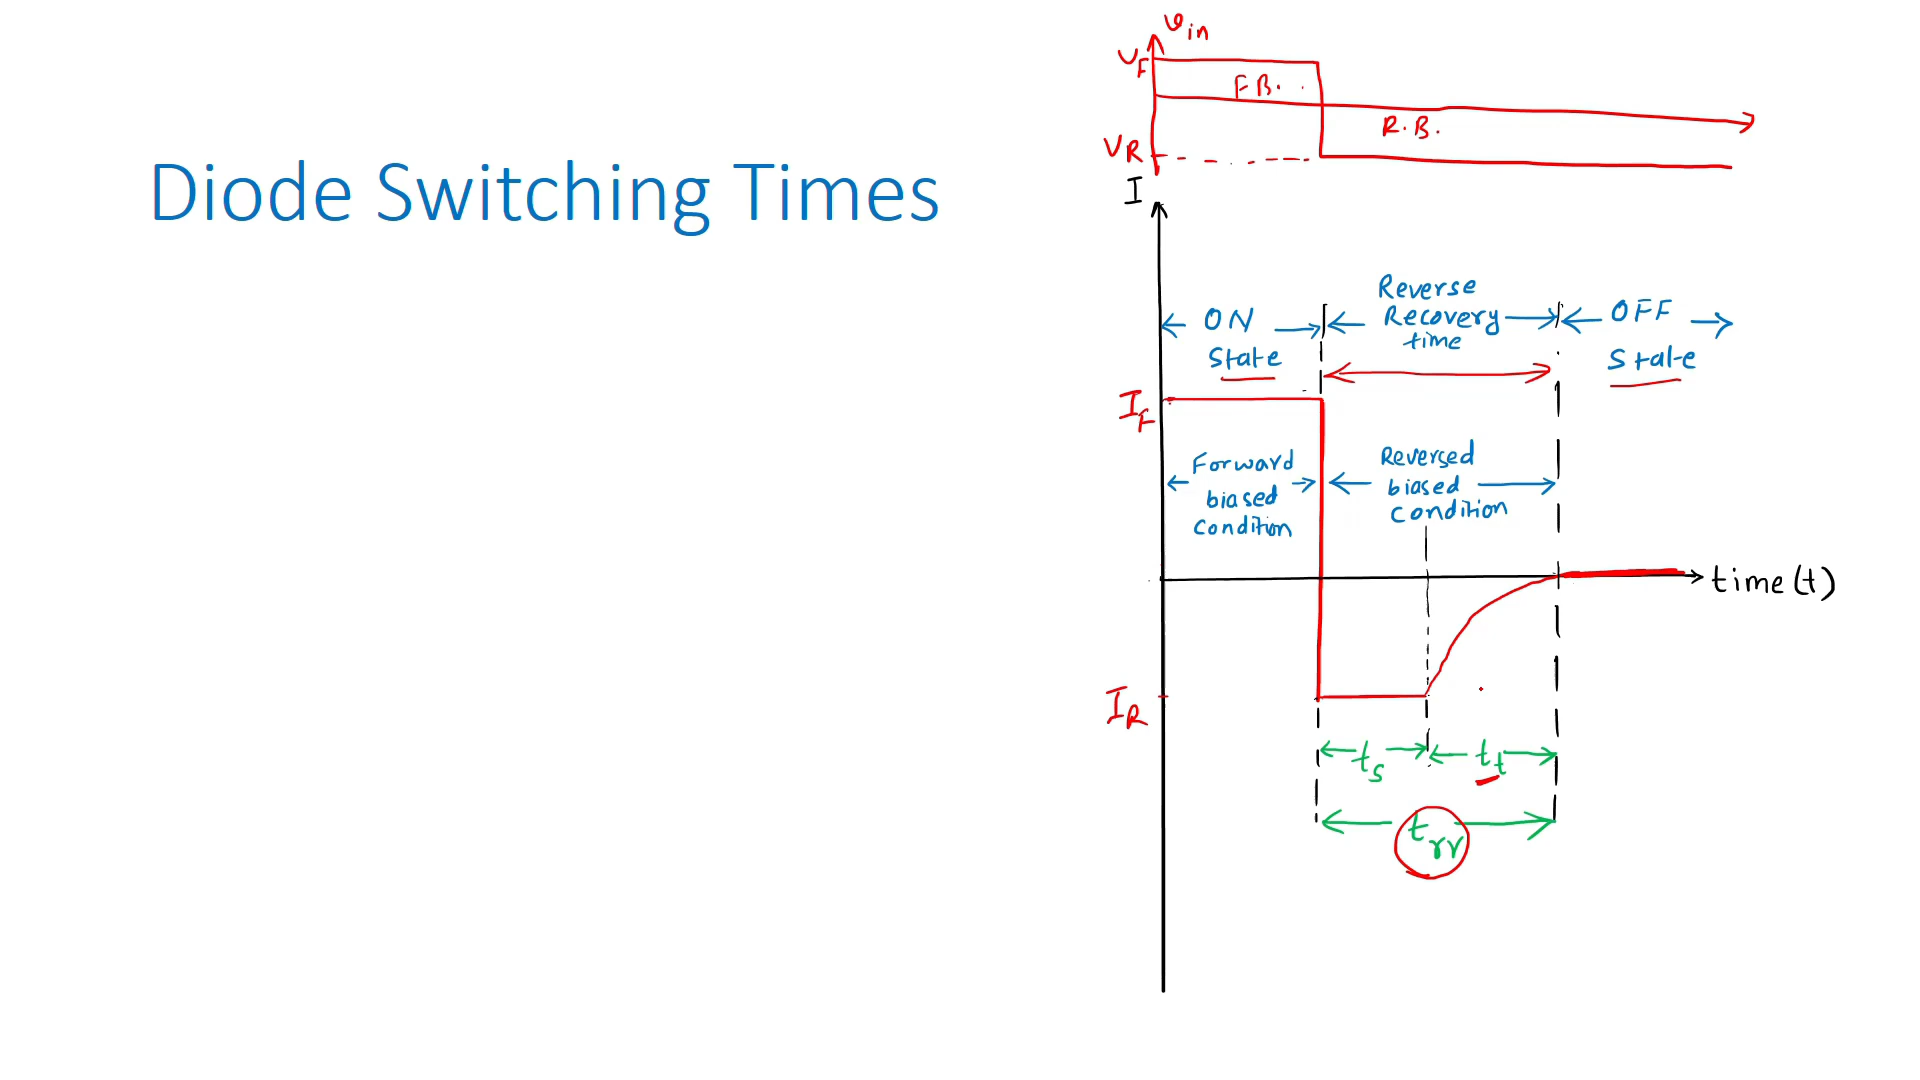 Diode Switching Times
vin
VF
F B.
R.B.
VR
I
Reverse
Recovery
time
ON
State
OFF
State
IF
Forward
biased
Condition
Reversed
biased
Condition
time(t)
IR
ts
tt
trr